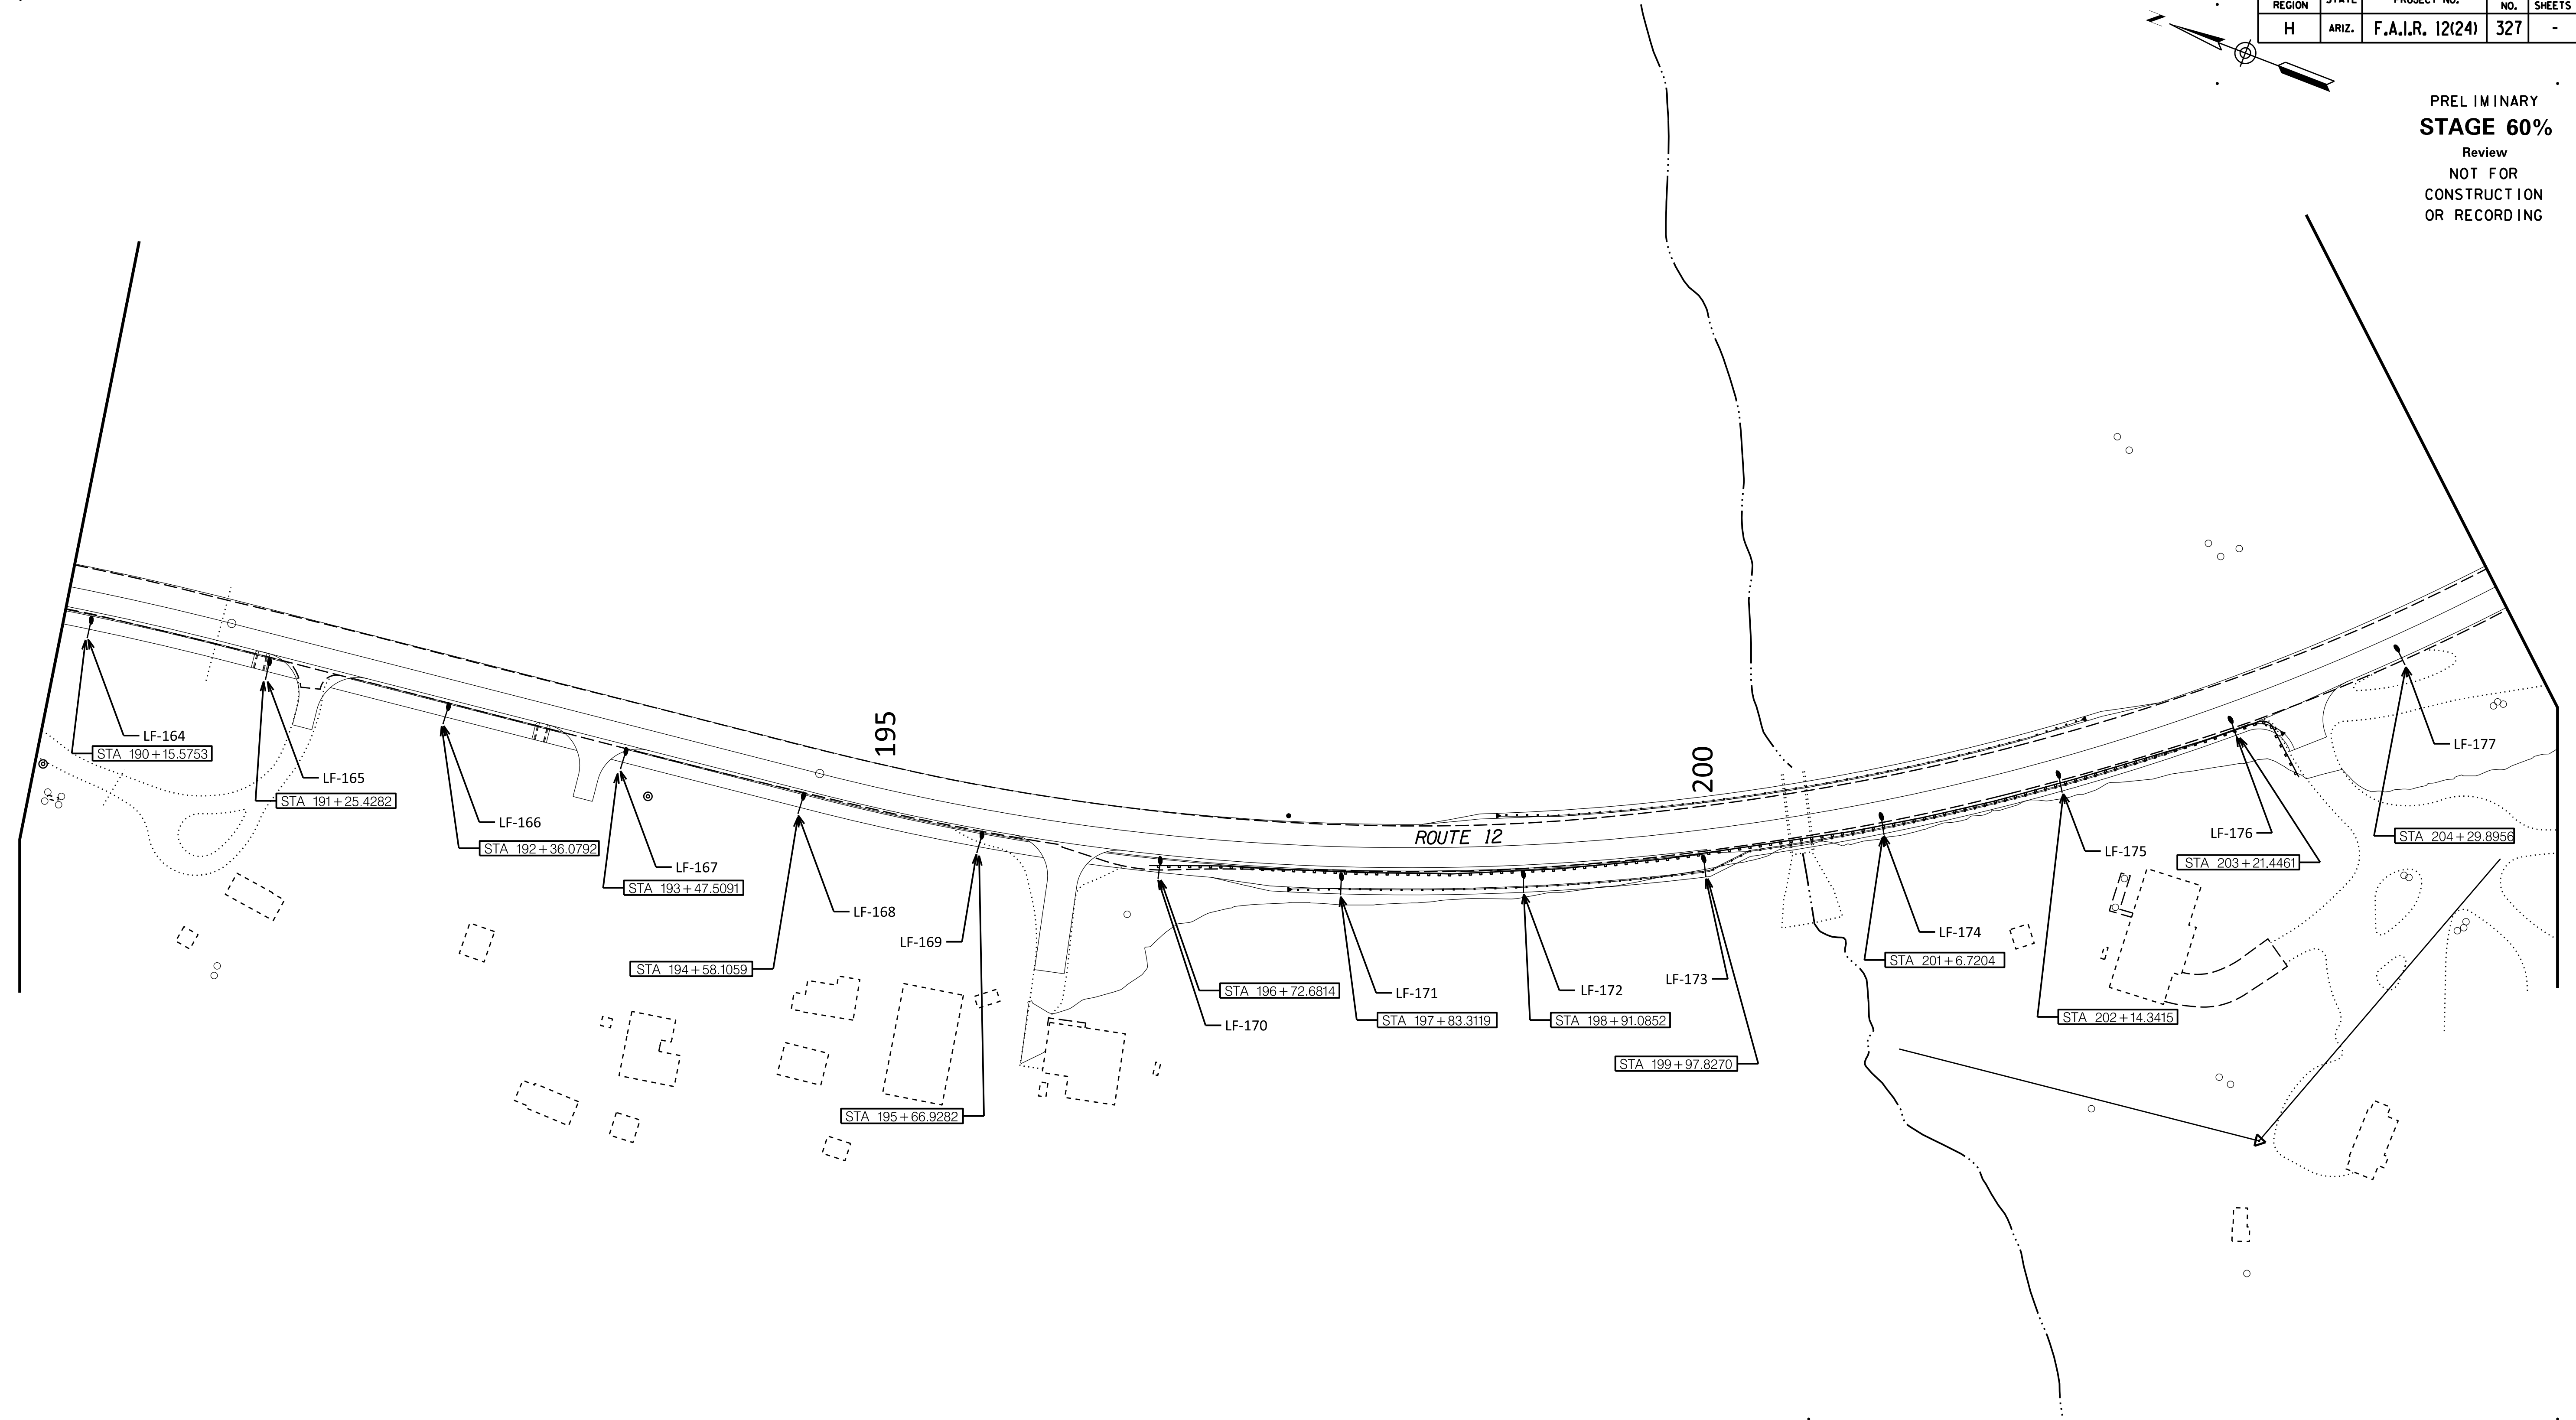 REGION STATE PROJECT NO. NO. SHEETS
H ARIZ. F.A.I.R. 12(24) 327 -
PRELIMINARY
STAGE 60%
Review
NOT FOR
CONSTRUCTION
OR RECORDING
195
200
ROUTE 12
LF-164
STA 190+15.5753
LF-165
STA 191+25.4282
LF-166
STA 192+36.0792
LF-167
STA 193+47.5091
LF-168
STA 194+58.1059
LF-169
STA 195+66.9282
STA 196+72.6814
LF-170
LF-171
STA 197+83.3119
LF-172
STA 198+91.0852
LF-173
STA 199+97.8270
LF-174
STA 201+6.7204
LF-175
STA 202+14.3415
LF-176
STA 203+21.4461
LF-177
STA 204+29.8956